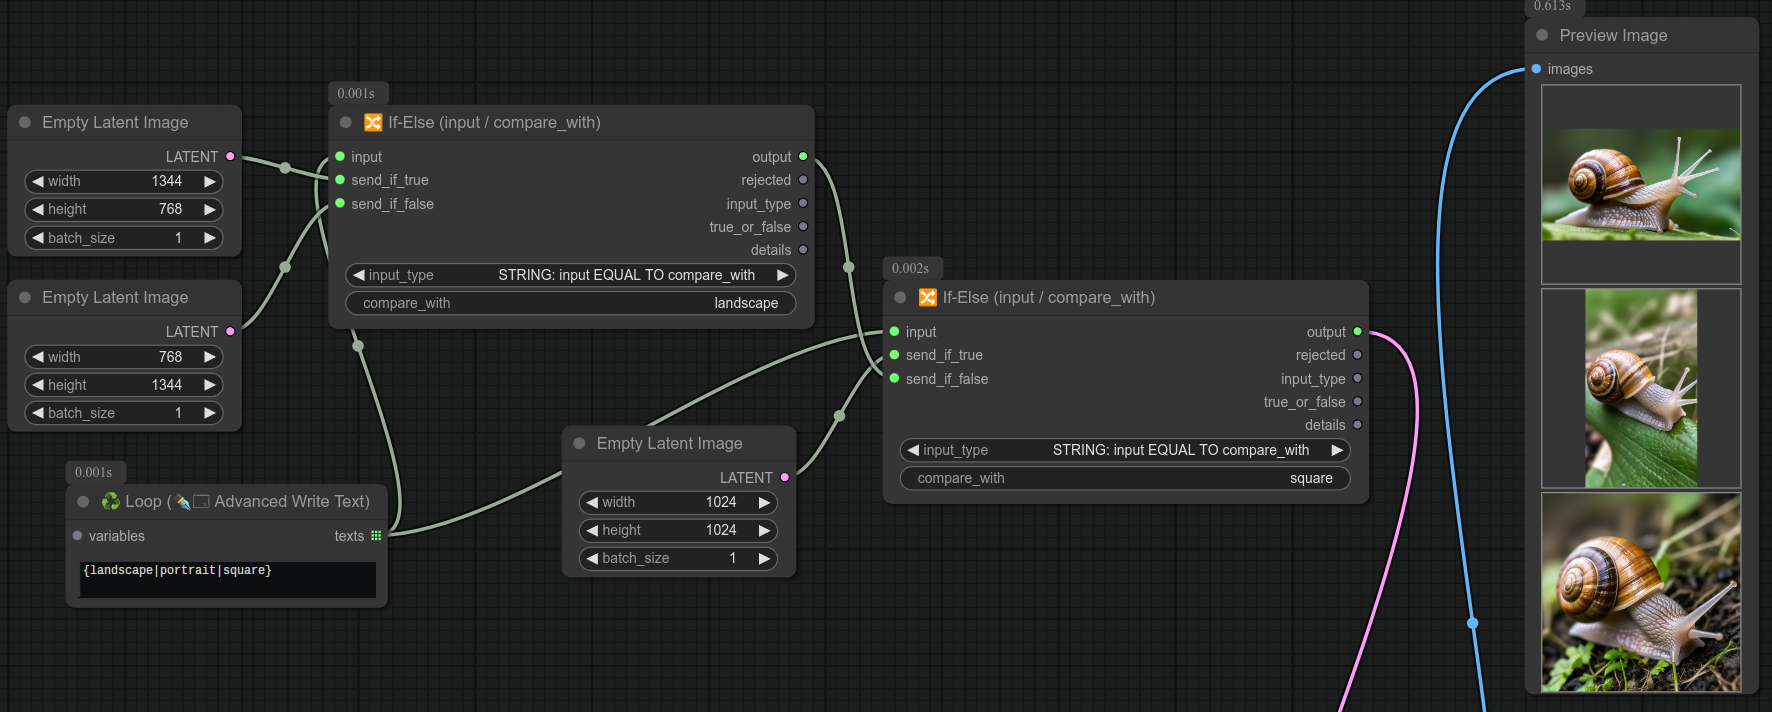 0.613s
Preview Image
images
0.001s
Empty Latent Image
LATENT
width 1344
height 768
batch_size 1
If-Else (input / compare_with)
input output
send_if_true rejected
send_if_false input_type
true_or_false
details
input_type STRING: input EQUAL TO compare_with
compare_with landscape
Empty Latent Image
LATENT
width 768
height 1344
batch_size 1
0.002s
If-Else (input / compare_with)
input output
send_if_true rejected
send_if_false input_type
true_or_false
details
input_type STRING: input EQUAL TO compare_with
compare_with square
Empty Latent Image
LATENT
width 1024
height 1024
batch_size 1
0.001s
Loop ( Advanced Write Text)
variables texts
{landscape|portrait|square}